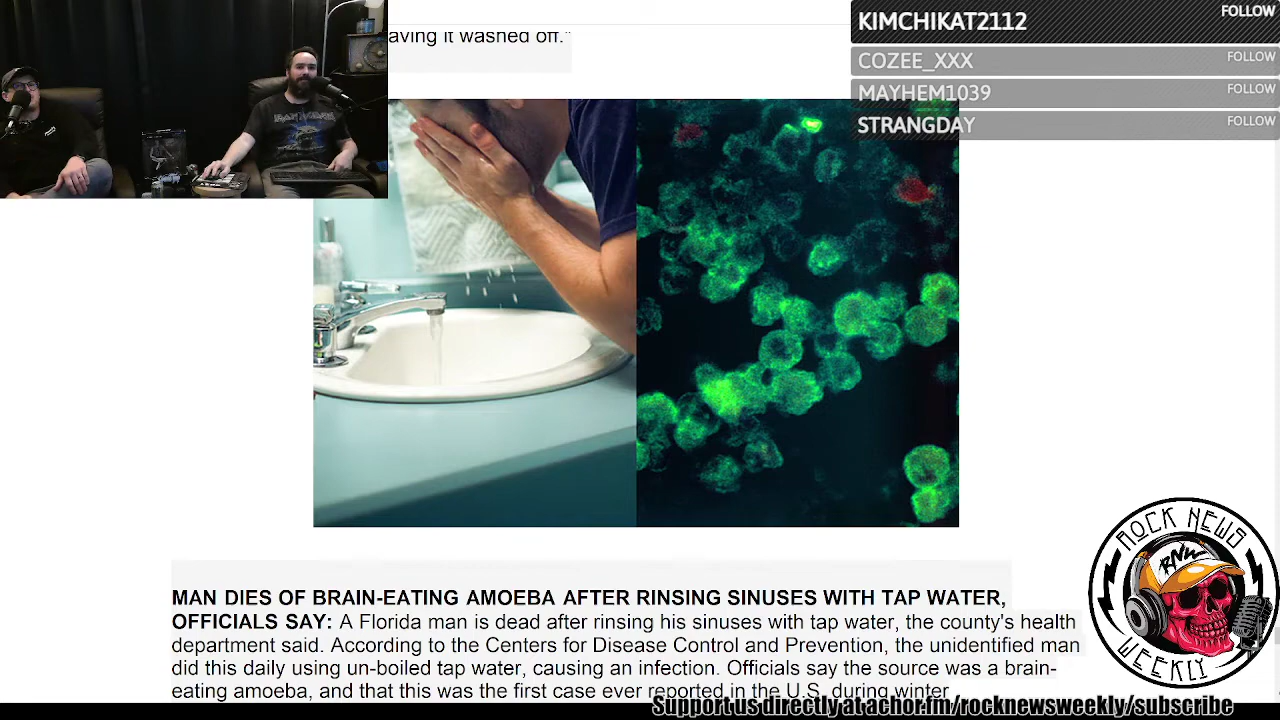 aving it washed off."
KIMCHIKAT2112 FOLLOW
COZEE_XXX FOLLOW
MAYHEM1039 FOLLOW
STRANGDAY FOLLOW
IRON MAIDEN
MAN DIES OF BRAIN-EATING AMOEBA AFTER RINSING SINUSES WITH TAP WATER,
OFFICIALS SAY: A Florida man is dead after rinsing his sinuses with tap water, the county's health
department said. According to the Centers for Disease Control and Prevention, the unidentified man
did this daily using un-boiled tap water, causing an infection. Officials say the source was a brain-
eating amoeba, and that this was the first case ever reported in the U.S. during winter
ROCK NEWS
RNW
WEEKLY
Support us directly at achor.fm/rocknewsweekly/subscribe